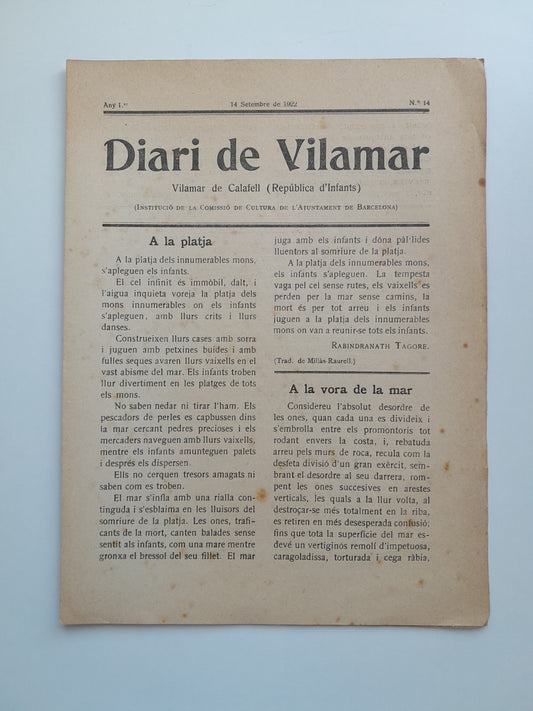 Any 1.er 14 Setembre de 1922 N.º 14
Diari de Vilamar
Vilamar de Calafell (República d'Infants)
(Institució de la Comissió de Cultura de l'Ajuntament de Barcelona)
A la platja
A la platja dels innumerables mons,
s'apleguen els infants.
El cel infinit és immòbil, dalt, i
l'aigua inquieta voreja la platja dels
mons innumerables on els infants
s'apleguen, amb llurs crits i llurs
danses.
Construeixen llurs cases amb sorra
i juguen amb petxines buides i amb
fulles seques avaren llurs vaixells en el
vast abisme del mar. Els infants troben
llur divertiment en les platges de tots
els mons.
No saben nedar ni tirar l'ham. Els
pescadors de perles es capbussen dins
la mar cercant pedres precioses i els
mercaders naveguen amb llurs vaixells,
mentre els infants amunteguen palets
i després els dispersen.
Ells no cerquen tresors amagats ni
saben com es troben.
El mar s'infla amb una rialla con-
tinguda i s'esblaima en les lluïsors del
somriure de la platja. Les ones, trafi-
cants de la mort, canten balades sense
sentit als infants, com una mare mentre
gronxa el bressol del seu fillet. El mar
juga amb els infants i dóna pàl·lides
lluentors al somriure de la platja.
A la platja dels innumerables mons,
els infants s'apleguen. La tempesta
vaga pel cel sense rutes, els vaixells es
perden per la mar sense camins, la
mort és per tot arreu i els infants
juguen a la platja dels innumerables
mons on van a reunir-se tots els infants.
Rabindranath Tagore.
(Trad. de Millàs-Raurell.)
A la vora de la mar
Considereu l'absolut desordre de
les ones, quan cada una es divideix i
s'embrolla entre els promontoris tot
rodant envers la costa, i, rebatuda
arreu pels murs de roca, recula com la
desfeta divisió d'un gran exèrcit, sem-
brant el desordre al seu darrera, rom-
pent les ones succesives en arestes
verticals, les quals a la llur volta, al
destroçar-se més totalment en la riba,
es retiren en més desesperada confusió;
fins que tota la superfície del mar es-
devé un vertiginós remolí d'impetuosa,
caragoladissa, torturada i cega ràbia,